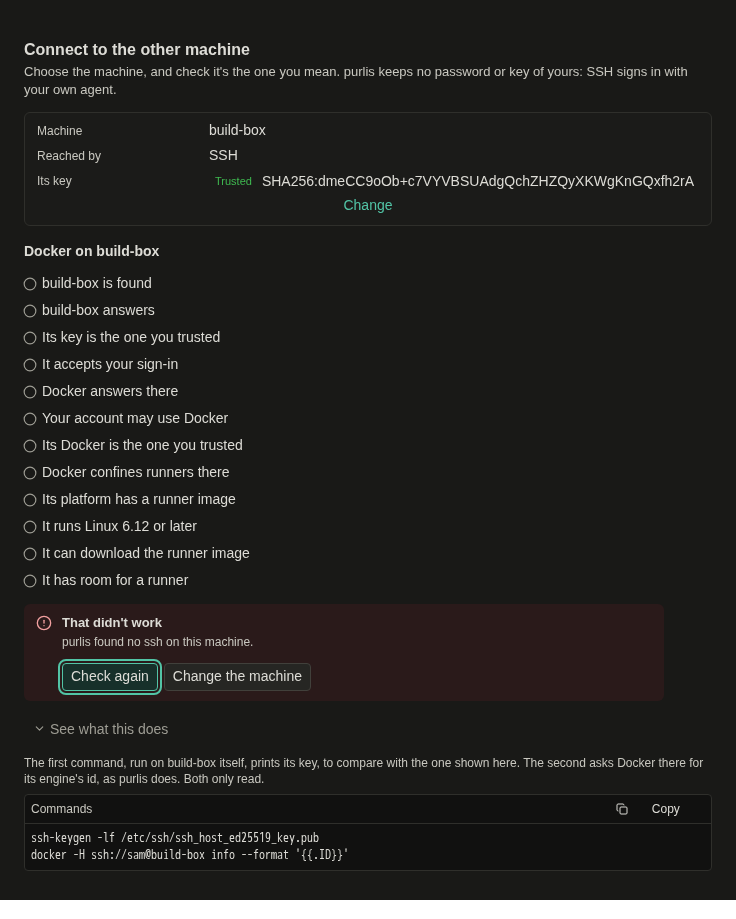 Connect to the other machine
Choose the machine, and check it's the one you mean. purlis keeps no password or key of yours: SSH signs in with
your own agent.
Machine build-box
Reached by SSH
Its key Trusted SHA256:dmeCC9oOb+c7VYVBSUAdgQchZHZQyXKWgKnGQxfh2rA
Change
Docker on build-box
build-box is found
build-box answers
Its key is the one you trusted
It accepts your sign-in
Docker answers there
Your account may use Docker
Its Docker is the one you trusted
Docker confines runners there
Its platform has a runner image
It runs Linux 6.12 or later
It can download the runner image
It has room for a runner
That didn't work
purlis found no ssh on this machine.
Check again Change the machine
See what this does
The first command, run on build-box itself, prints its key, to compare with the one shown here. The second asks Docker there for
its engine's id, as purlis does. Both only read.
Commands Copy
ssh-keygen -lf /etc/ssh/ssh_host_ed25519_key.pub
docker -H ssh://sam@build-box info --format '{{.ID}}'